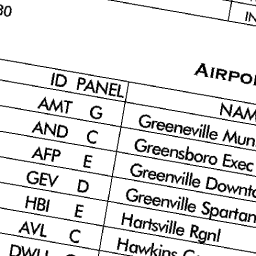 30
IN
AIRPO
ID PANEL NAM
AMT G Greeneville Mun
AND C Greensboro Exec
AFP E Greenville Downt
GEV D Greenville Spartan
HBI E Hartsville Rgnl
AVL C Hawkins